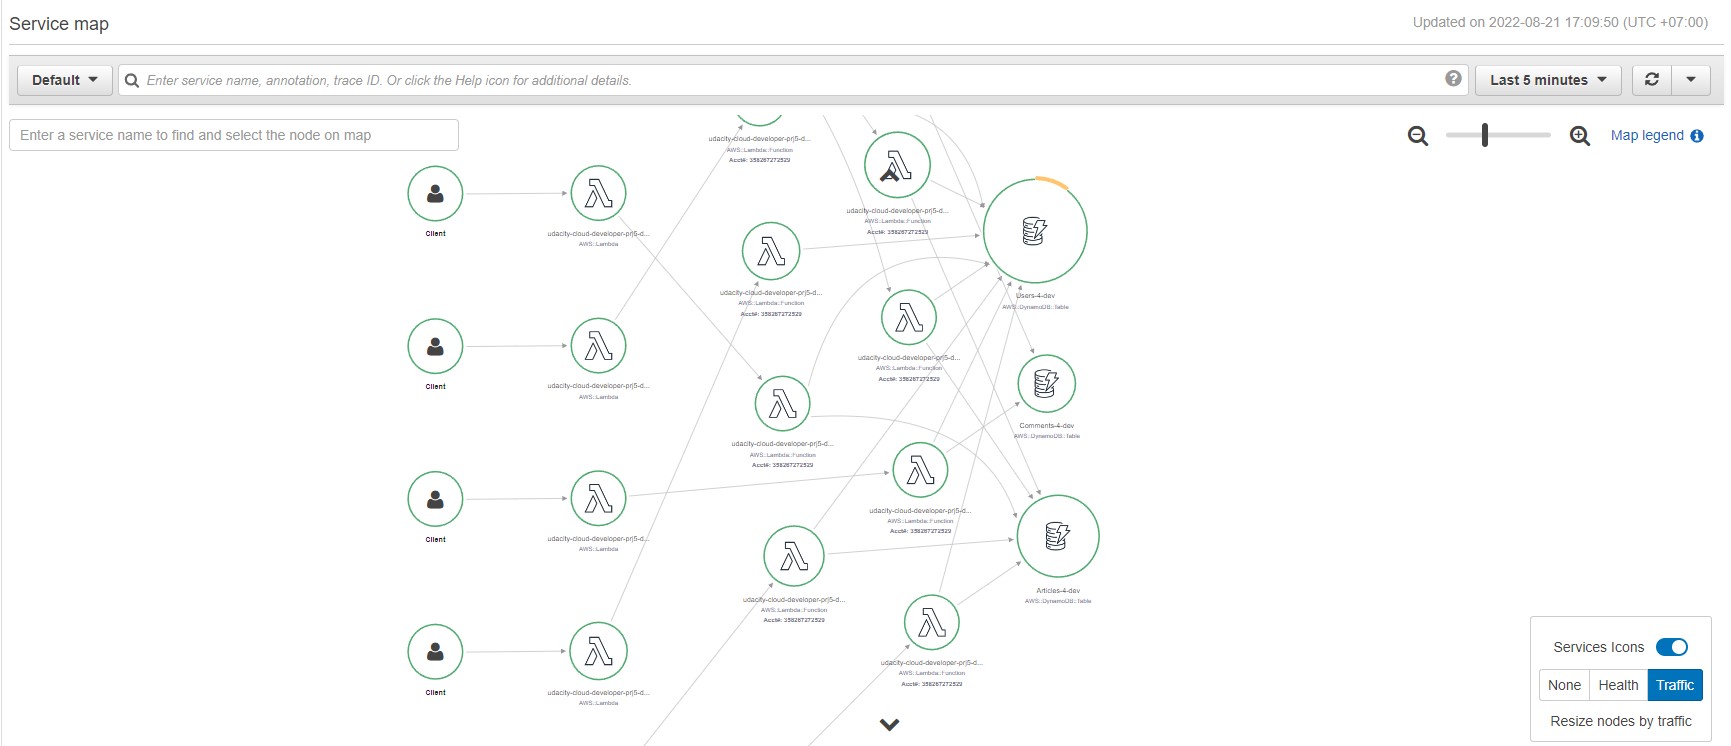 Service map
Updated on 2022-08-21 17:09:50 (UTC +07:00)
Default
Enter service name, annotation, trace ID. Or click the Help icon for additional details.
?
Last 5 minutes
Enter a service name to find and select the node on map
Map legend
udacity-cloud-developer-prj5-d...
AWS::Lambda::Function
Acct#: 358267272529
udacity-cloud-developer-prj5-d...
AWS::Lambda::Function
Acct#: 358267272529
Client
udacity-cloud-developer-prj5-d...
AWS::Lambda
udacity-cloud-developer-prj5-d...
AWS::Lambda::Function
Acct#: 358267272529
Users-4-dev
AWS::DynamoDB::Table
Client
udacity-cloud-developer-prj5-d...
AWS::Lambda
udacity-cloud-developer-prj5-d...
AWS::Lambda::Function
Acct#: 358267272529
Comments-4-dev
AWS::DynamoDB::Table
udacity-cloud-developer-prj5-d...
AWS::Lambda::Function
Acct#: 358267272529
Client
udacity-cloud-developer-prj5-d...
AWS::Lambda
udacity-cloud-developer-prj5-d...
AWS::Lambda::Function
Acct#: 358267272529
Articles-4-dev
AWS::DynamoDB::Table
udacity-cloud-developer-prj5-d...
AWS::Lambda::Function
Acct#: 358267272529
Client
udacity-cloud-developer-prj5-d...
AWS::Lambda
udacity-cloud-developer-prj5-d...
AWS::Lambda::Function
Acct#: 358267272529
Services Icons
None Health Traffic
Resize nodes by traffic